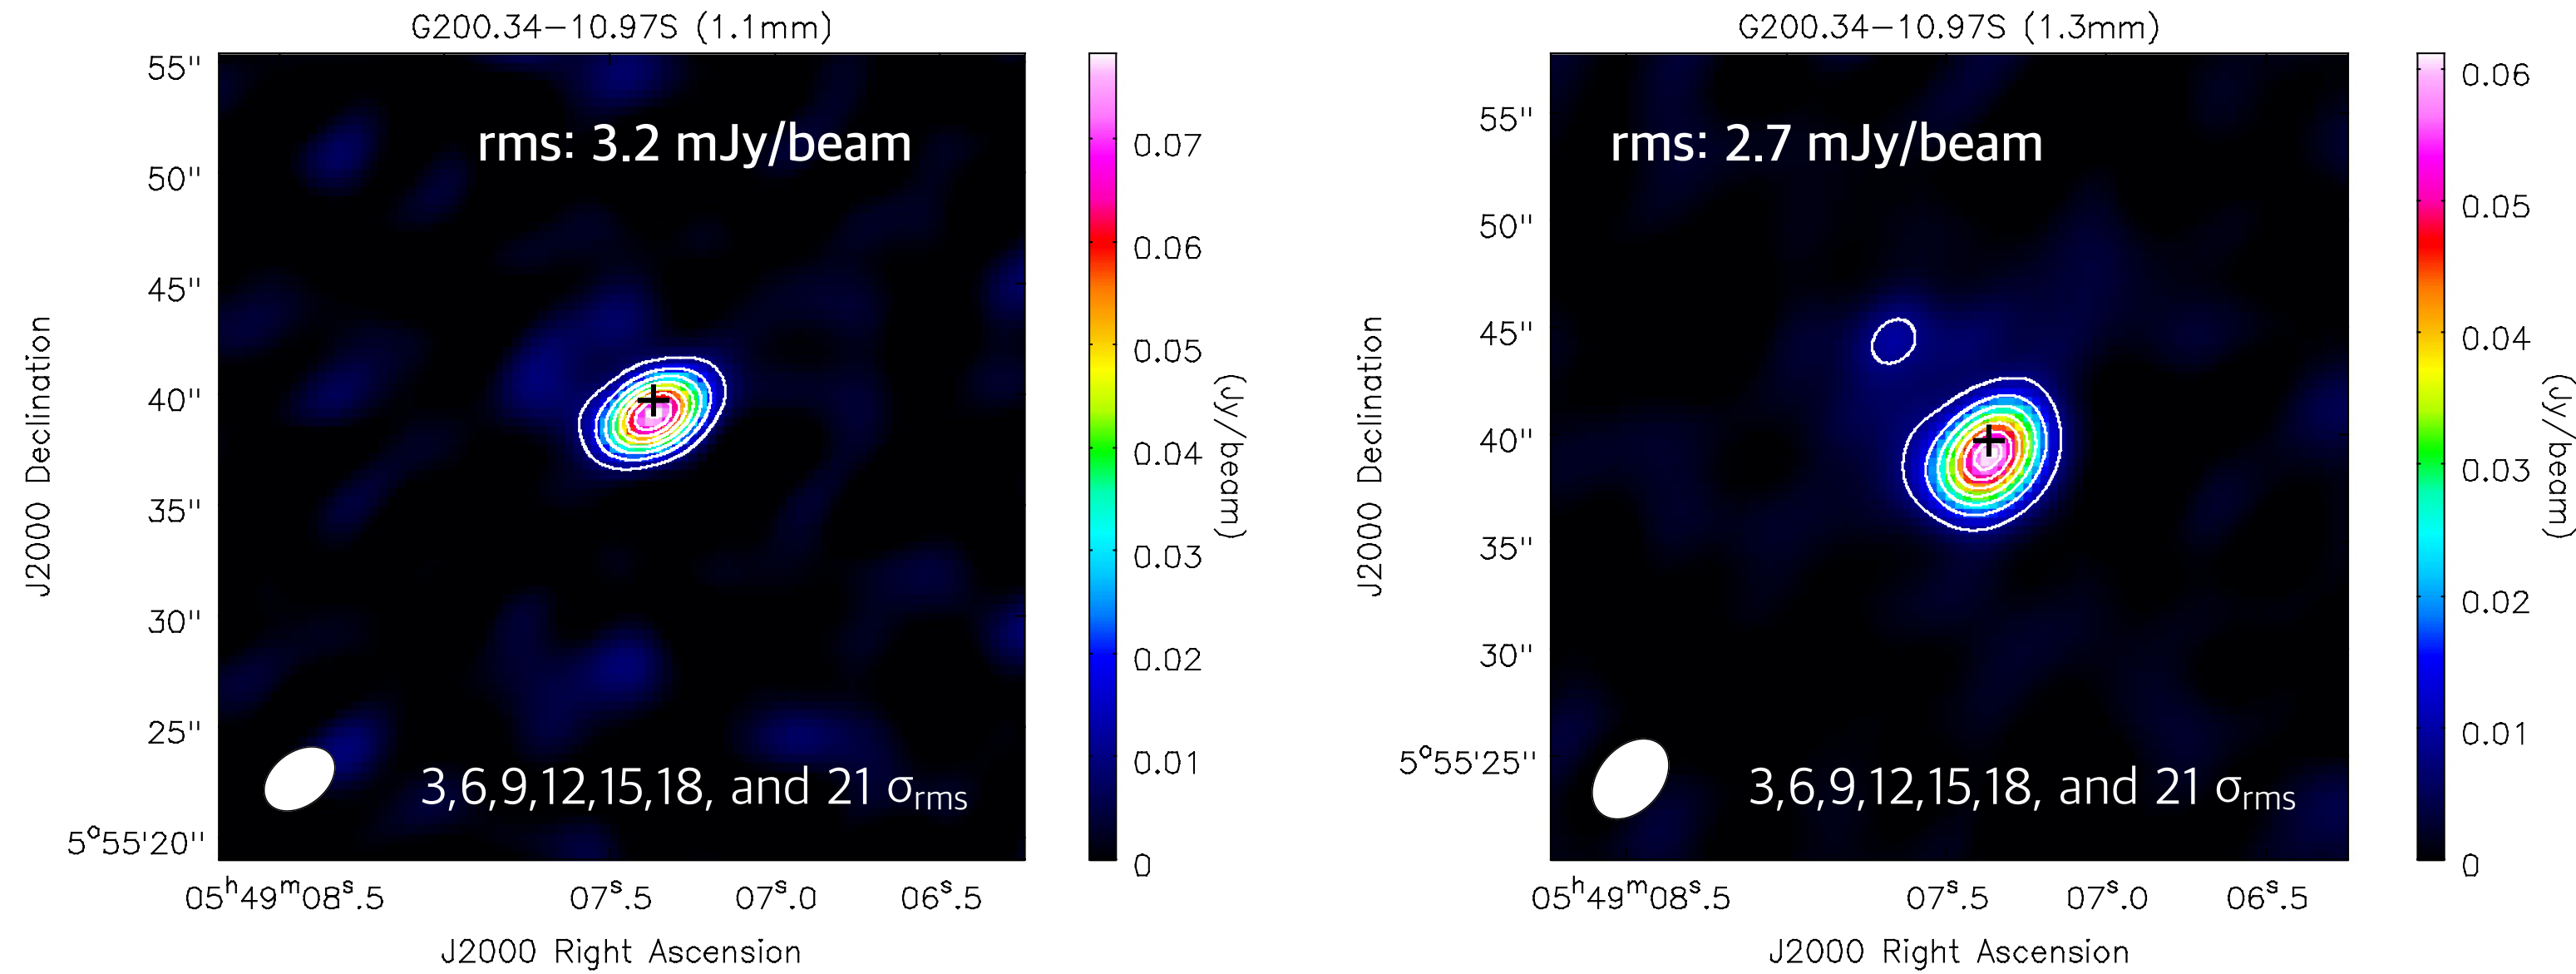 G200.34−10.97S (1.1mm)
55"
50"
45"
40"
35"
30"
25"
5°55'20"
J2000 Declination
rms: 3.2 mJy/beam
3,6,9,12,15,18, and 21 σrms
05h49m08s.5
07s.5
07s.0
06s.5
J2000 Right Ascension
0.07
0.06
0.05
0.04
0.03
0.02
0.01
0
(Jy/beam)
G200.34−10.97S (1.3mm)
55"
50"
45"
40"
35"
30"
5°55'25"
J2000 Declination
rms: 2.7 mJy/beam
3,6,9,12,15,18, and 21 σrms
05h49m08s.5
07s.5
07s.0
06s.5
J2000 Right Ascension
0.06
0.05
0.04
0.03
0.02
0.01
0
(Jy/beam)